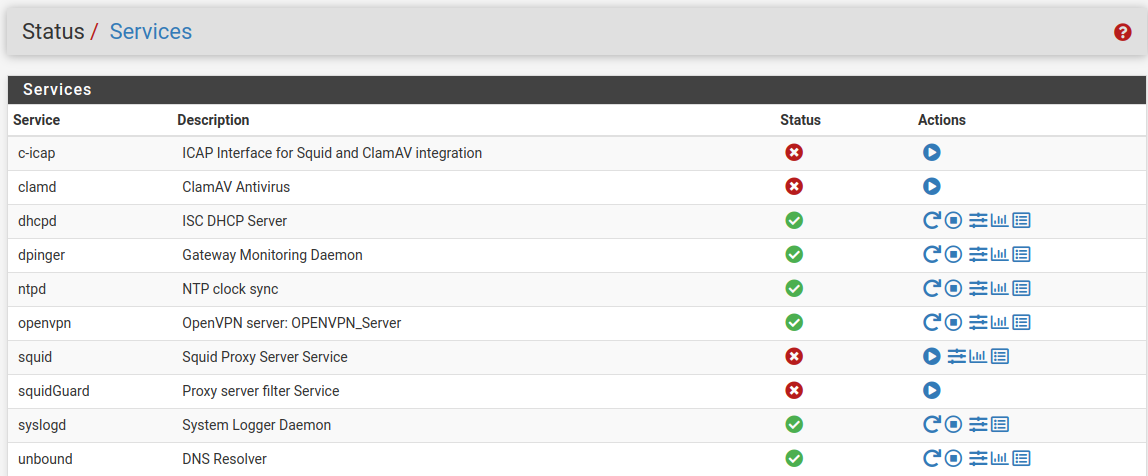 Status / Services
Services
Service Description Status Actions
c-icap ICAP Interface for Squid and ClamAV integration
clamd ClamAV Antivirus
dhcpd ISC DHCP Server
dpinger Gateway Monitoring Daemon
ntpd NTP clock sync
openvpn OpenVPN server: OPENVPN_Server
squid Squid Proxy Server Service
squidGuard Proxy server filter Service
syslogd System Logger Daemon
unbound DNS Resolver